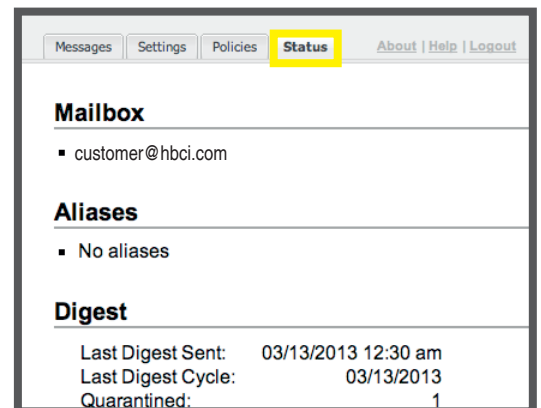 Messages Settings Policies Status About | Help | Logout
Mailbox
▪ customer@hbci.com
Aliases
▪ No aliases
Digest
Last Digest Sent: 03/13/2013 12:30 am
Last Digest Cycle: 03/13/2013
Quarantined: 1